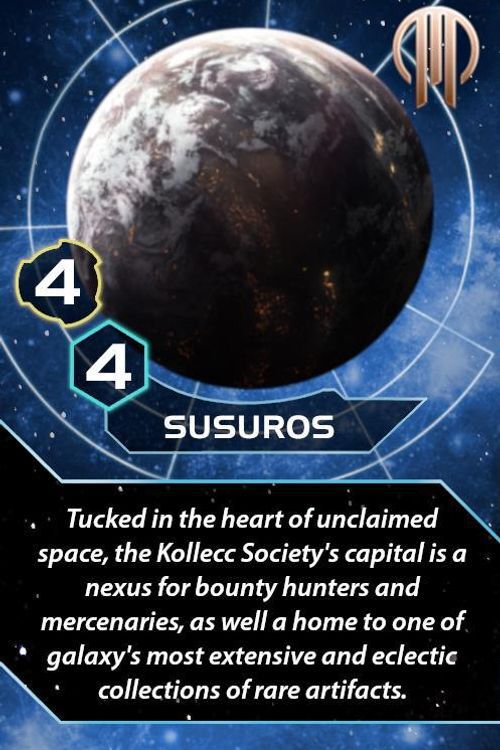 4
4
SUSUROS
Tucked in the heart of unclaimed
space, the Kollecc Society's capital is a
nexus for bounty hunters and
mercenaries, as well a home to one of
galaxy's most extensive and eclectic
collections of rare artifacts.